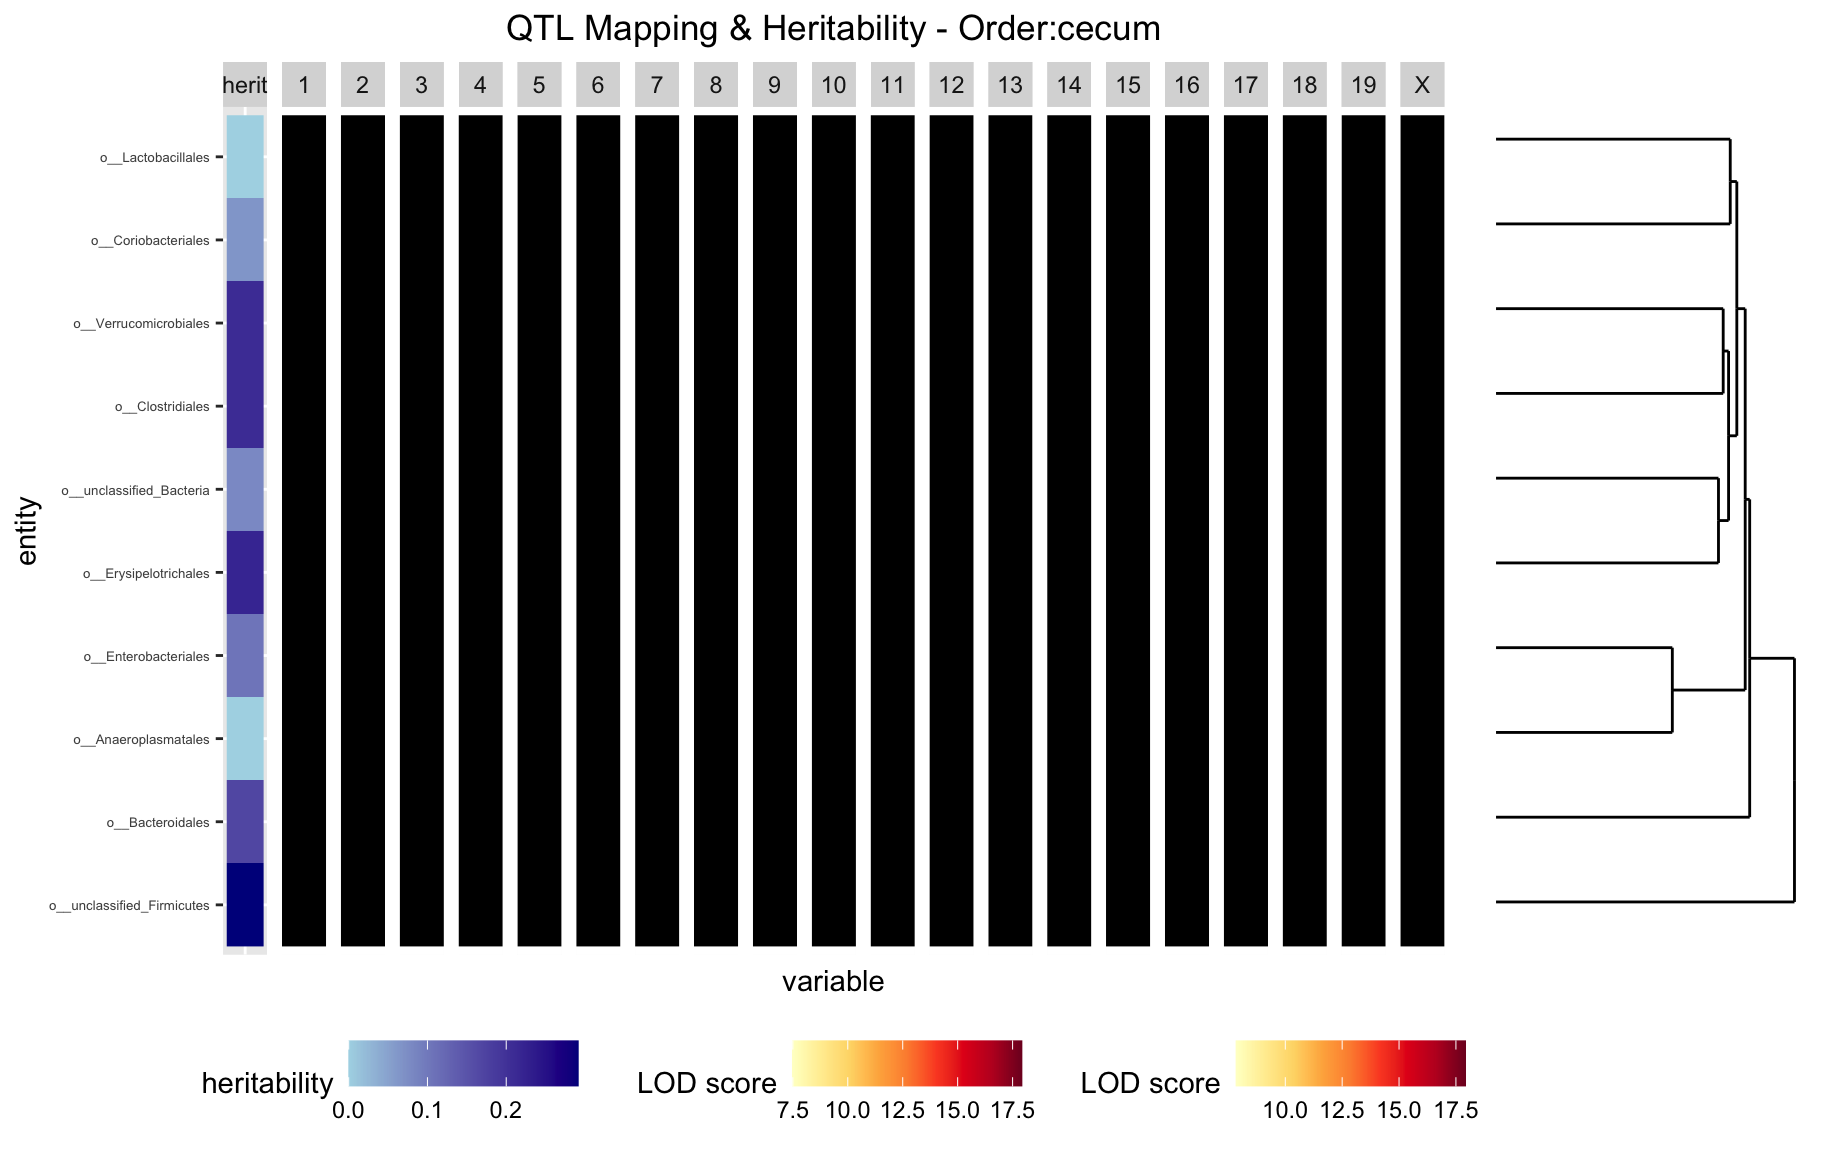 QTL Mapping & Heritability - Order:cecum
herit 1 2 3 4 5 6 7 8 9 10 11 12 13 14 15 16 17 18 19 X
o__Lactobacillales
o__Coriobacteriales
o__Verrucomicrobiales
o__Clostridiales
o__unclassified_Bacteria
o__Erysipelotrichales
o__Enterobacteriales
o__Anaeroplasmatales
o__Bacteroidales
o__unclassified_Firmicutes
entity
variable
heritability
0.0 0.1 0.2
LOD score
7.5 10.0 12.5 15.0 17.5
LOD score
10.0 12.5 15.0 17.5